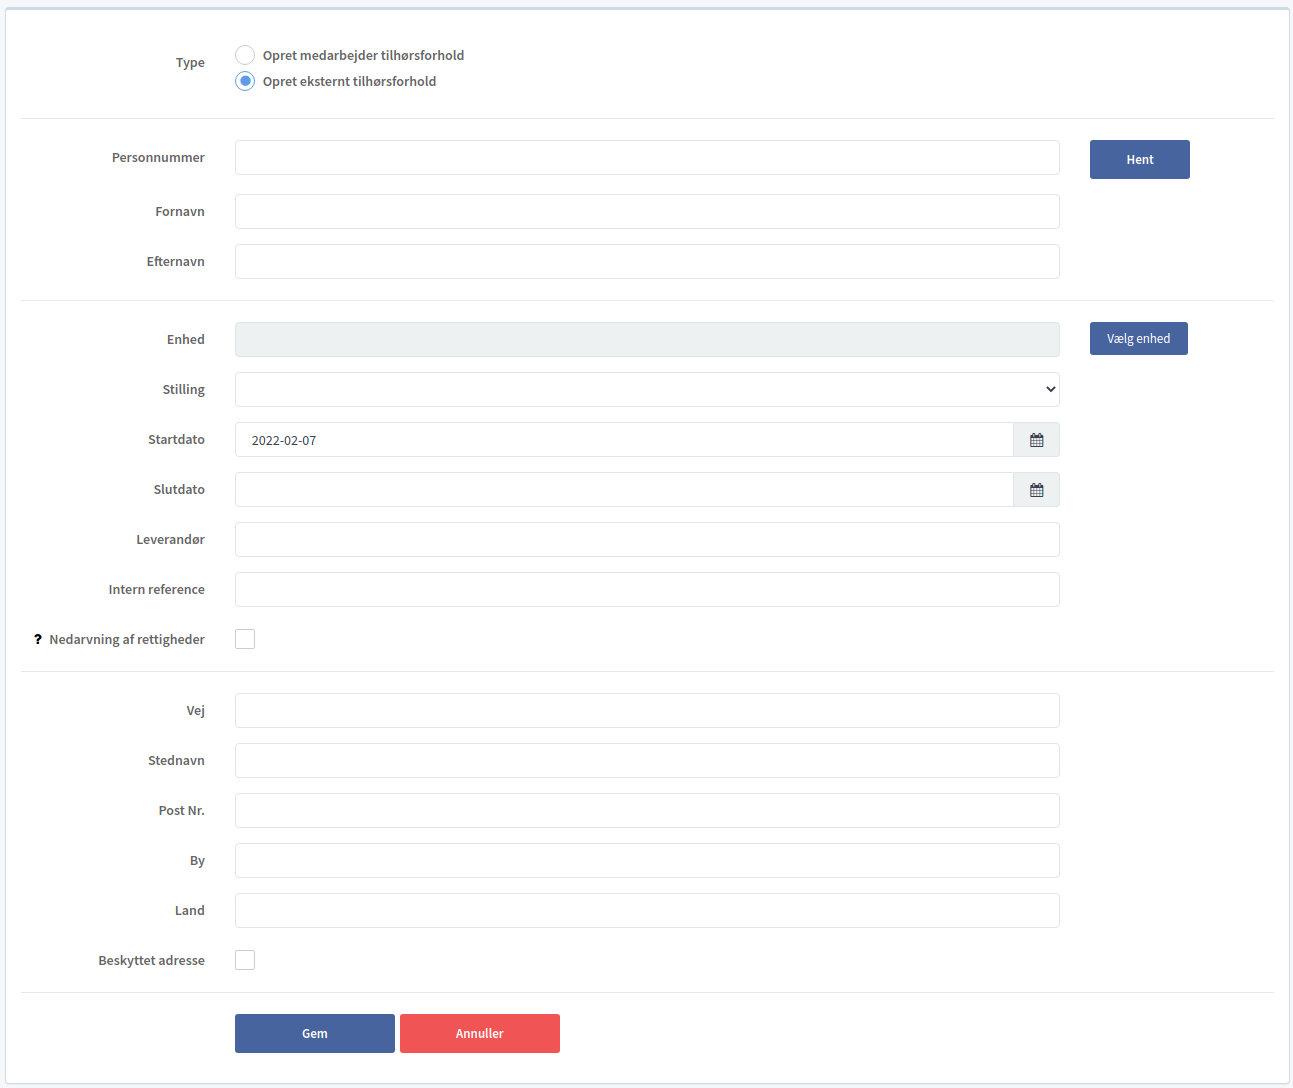 Type
Opret medarbejder tilhørsforhold
Opret eksternt tilhørsforhold
Personnummer
Hent
Fornavn
Efternavn
Enhed
Vælg enhed
Stilling
Startdato
2022-02-07
Slutdato
Leverandør
Intern reference
? Nedarvning af rettigheder
Vej
Stednavn
Post Nr.
By
Land
Beskyttet adresse
Gem
Annuller